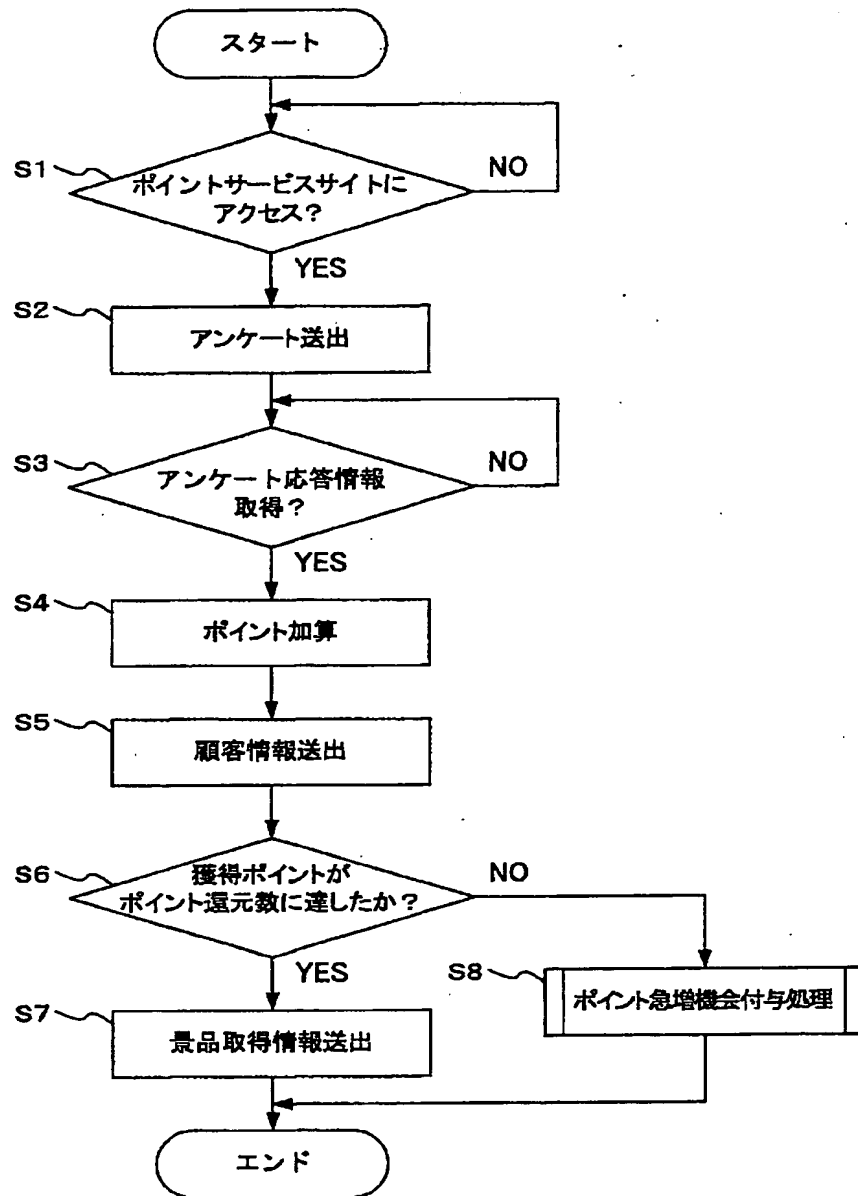 スタート
S1
ポイントサービスサイトに
アクセス?
NO
YES
S2
アンケート送出
S3
アンケート応答情報
取得?
NO
YES
S4
ポイント加算
S5
顧客情報送出
S6
獲得ポイントが
ポイント還元数に達したか?
NO
YES
S7
景品取得情報送出
S8
ポイント急増機会付与処理
エンド